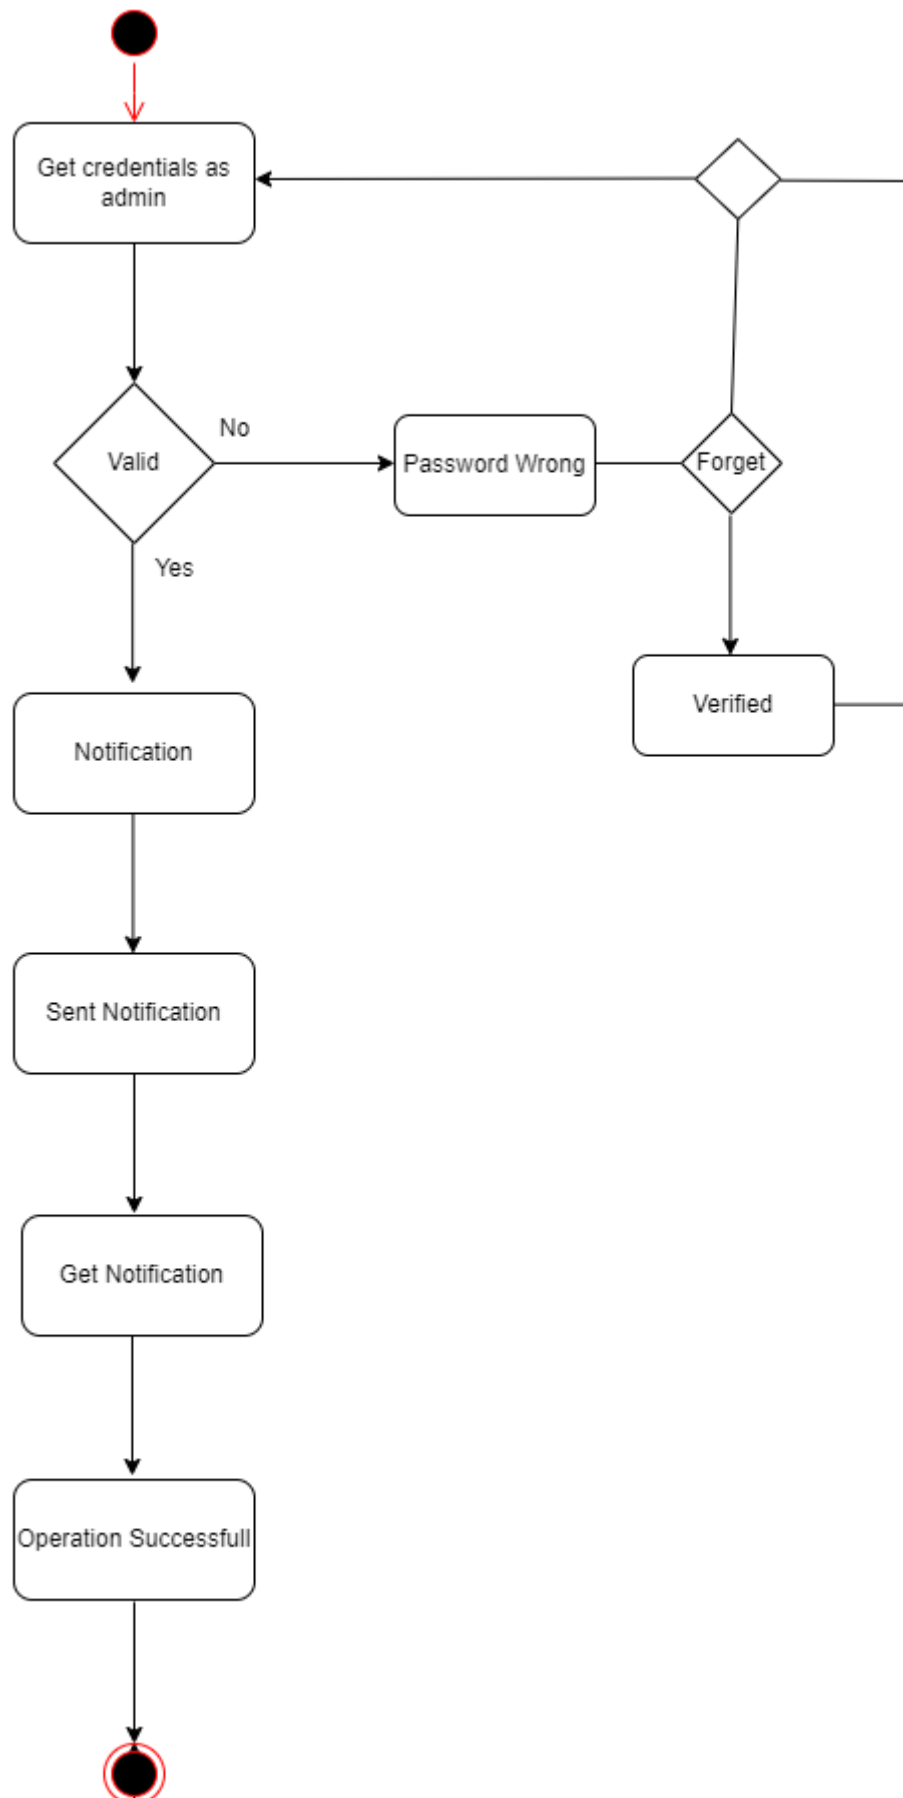 Get credentials as
admin
Valid
No
Password Wrong
Forget
Yes
Verified
Notification
Sent Notification
Get Notification
Operation Successfull